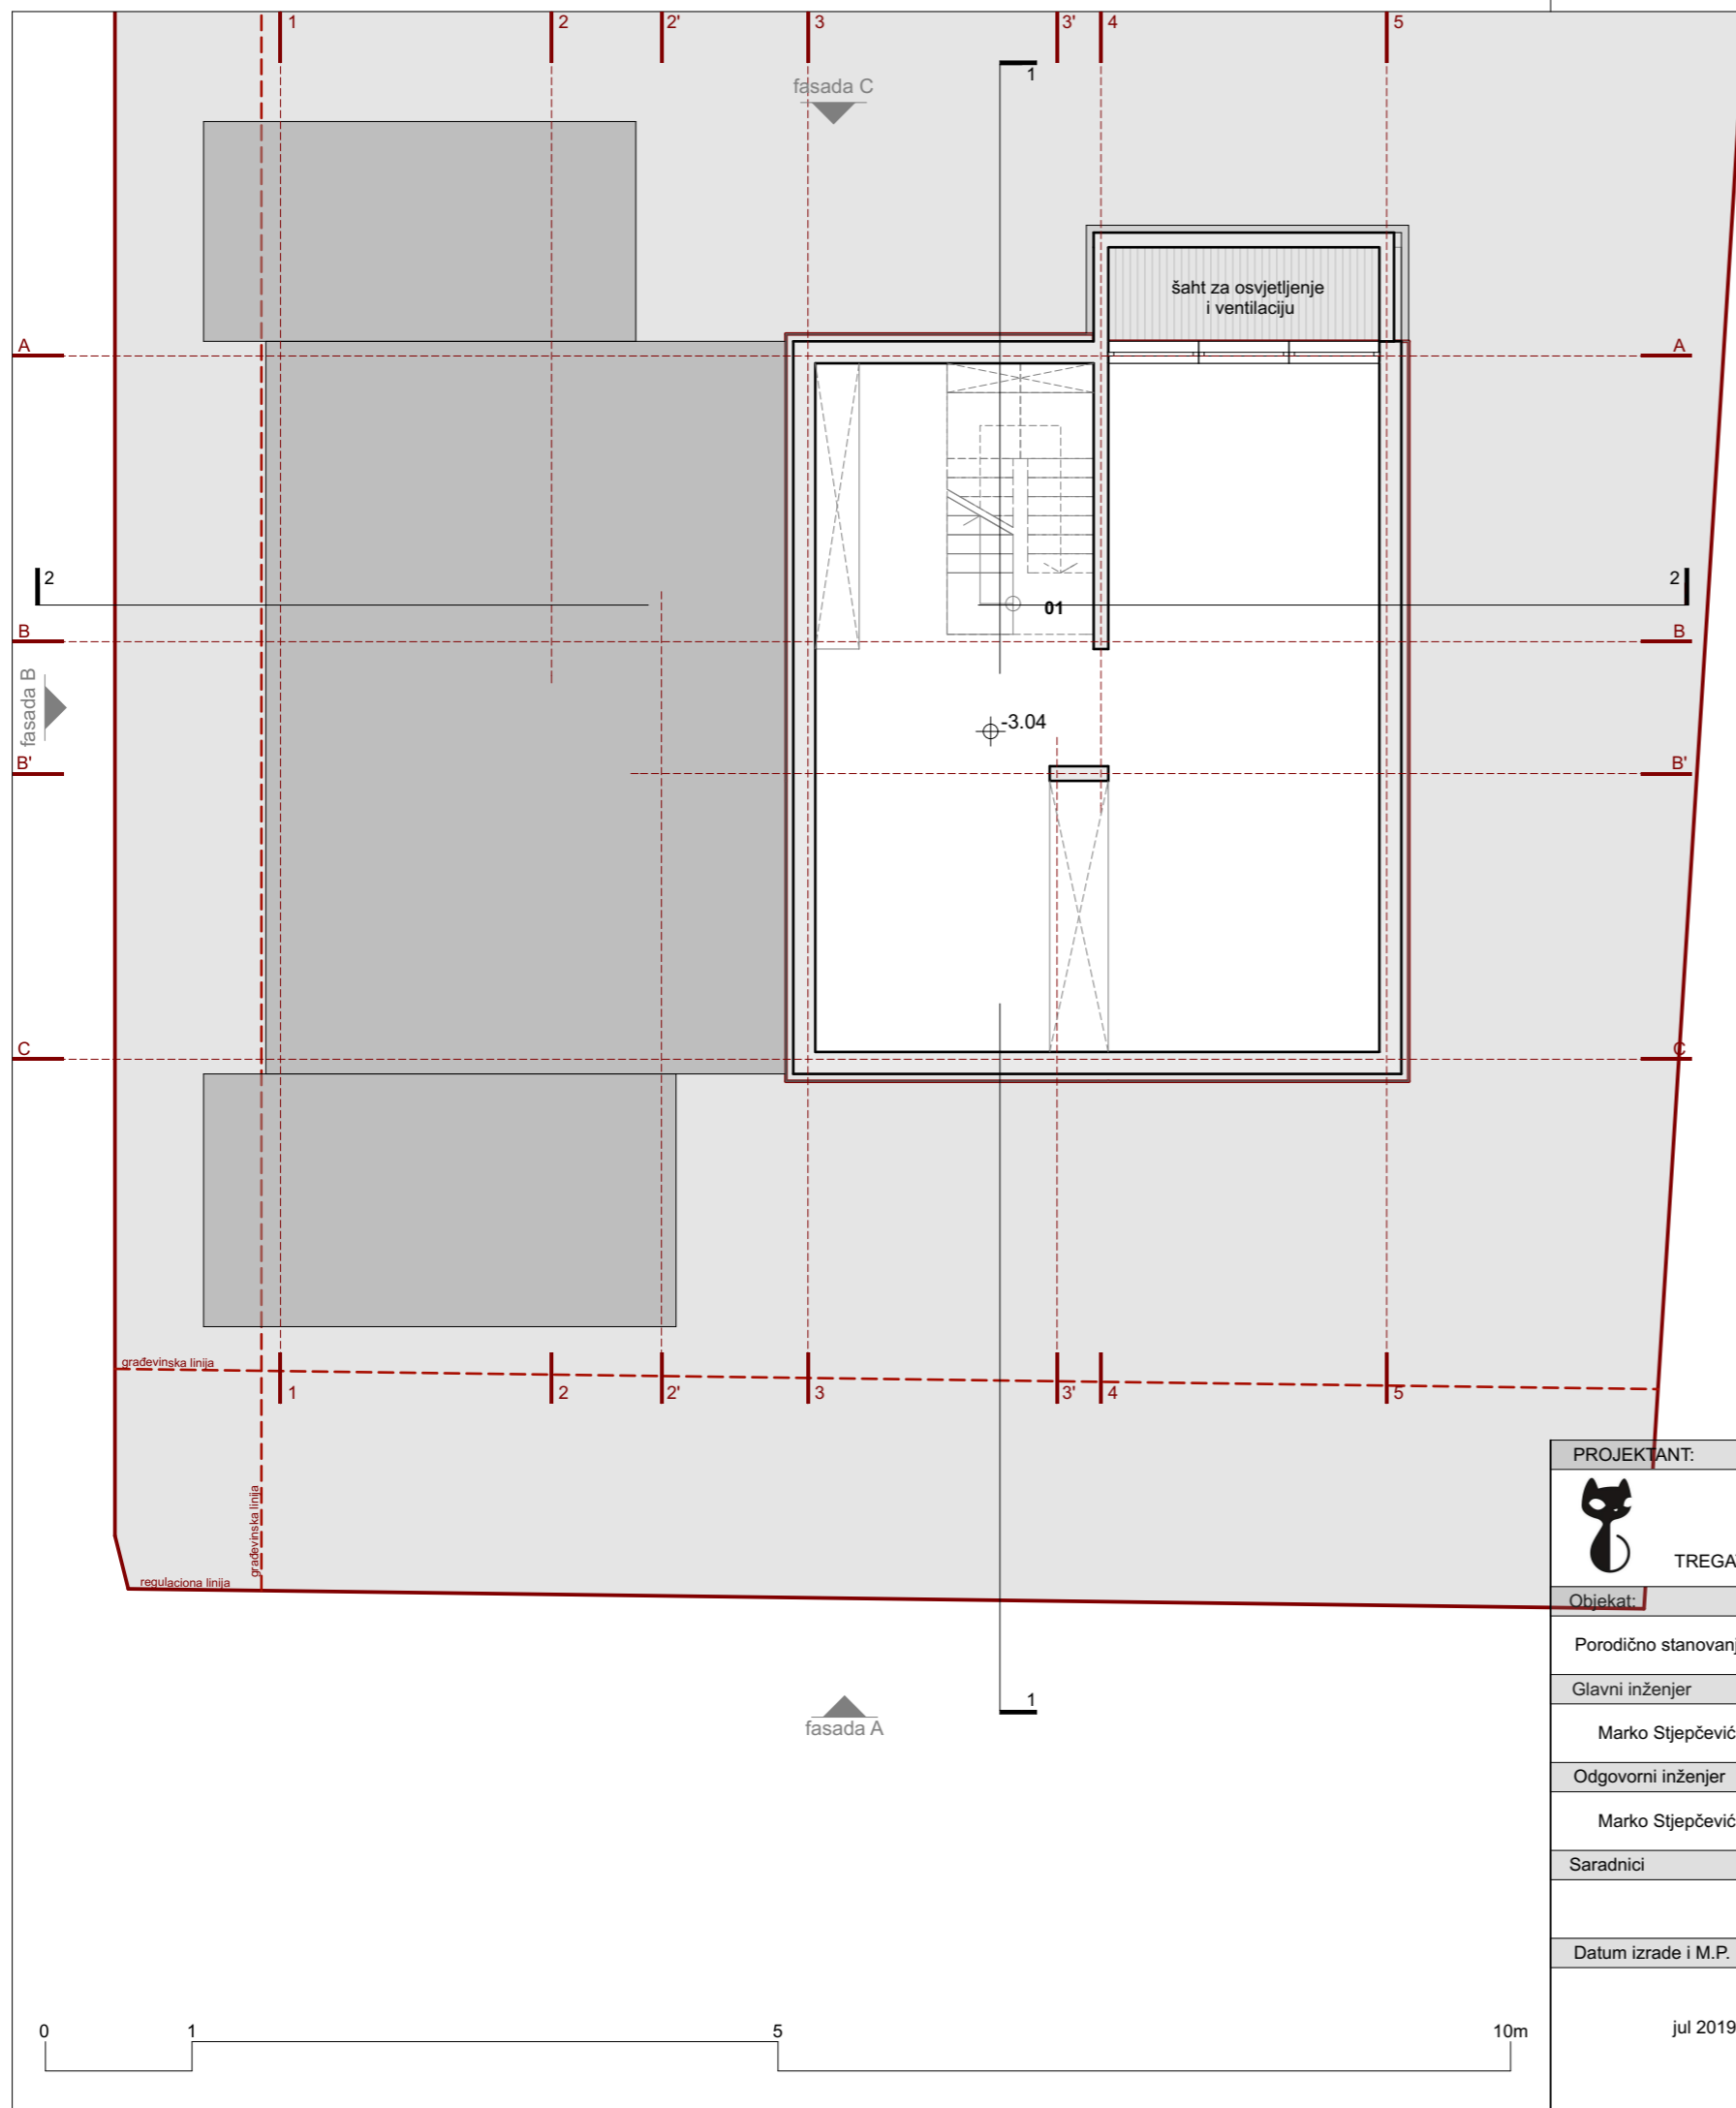 1 2 2' 3 3' 4 5
1
fasada C
šaht za osvjetljenje
i ventilaciju
A A
2 2
01
B B
fasada B
-3.04
B' B'
C C
građevinska linija
1 2 2' 3 3' 4 5
građevinska linija
regulaciona linija
1
fasada A
PROJEKTANT:
TREGA
Objekat:
Porodično stanovanj
Glavni inženjer
Marko Stjepčević
Odgovorni inženjer
Marko Stjepčević
Saradnici
Datum izrade i M.P.
jul 2019
0 1 5 10m